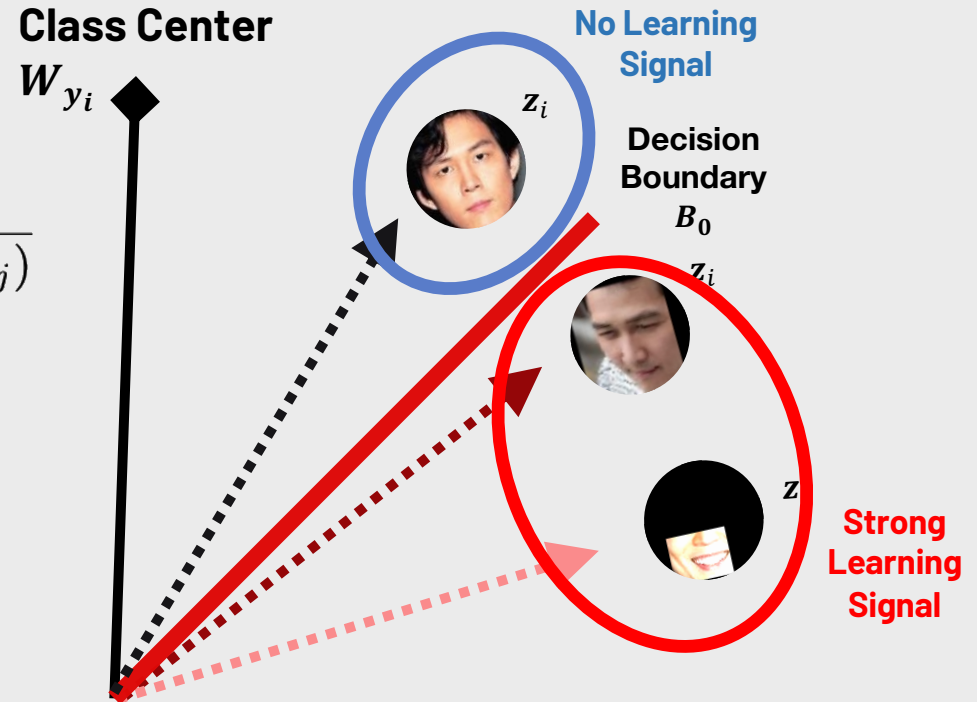 Class Center
W_{y_i}
No Learning
Signal
z_i
Decision
Boundary
B_0
z_i
j)
z
Strong
Learning
Signal